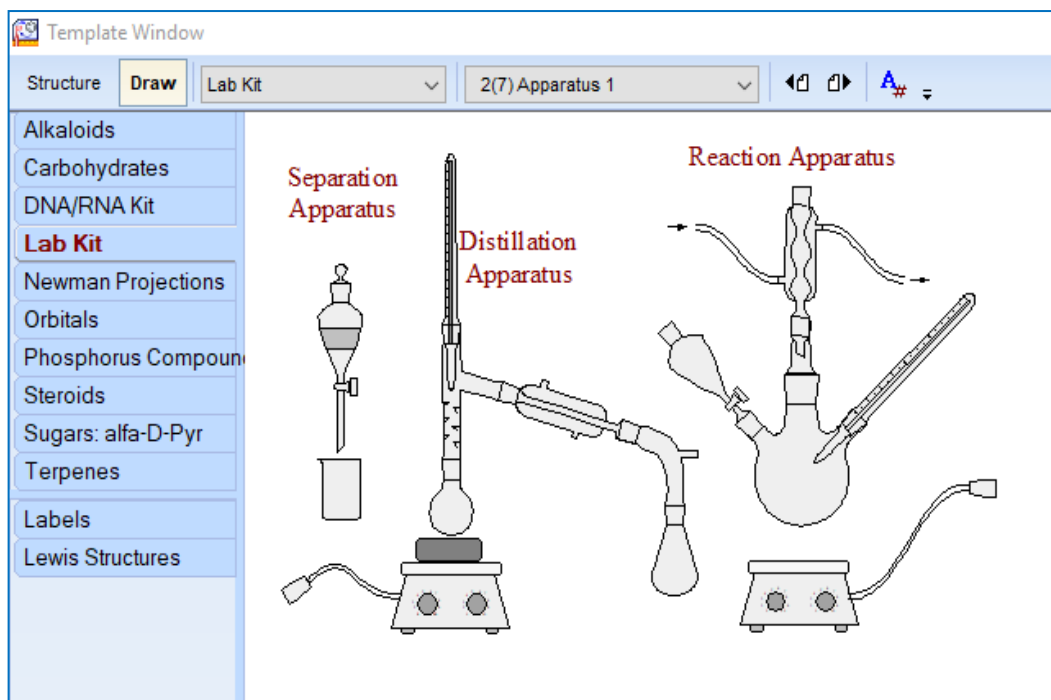 Template Window
Structure Draw Lab Kit 2(7) Apparatus 1 A#
Alkaloids
Carbohydrates
DNA/RNA Kit
Lab Kit
Newman Projections
Orbitals
Phosphorus Compoun
Steroids
Sugars: alfa-D-Pyr
Terpenes
Labels
Lewis Structures
Separation
Apparatus
Distillation
Apparatus
Reaction Apparatus